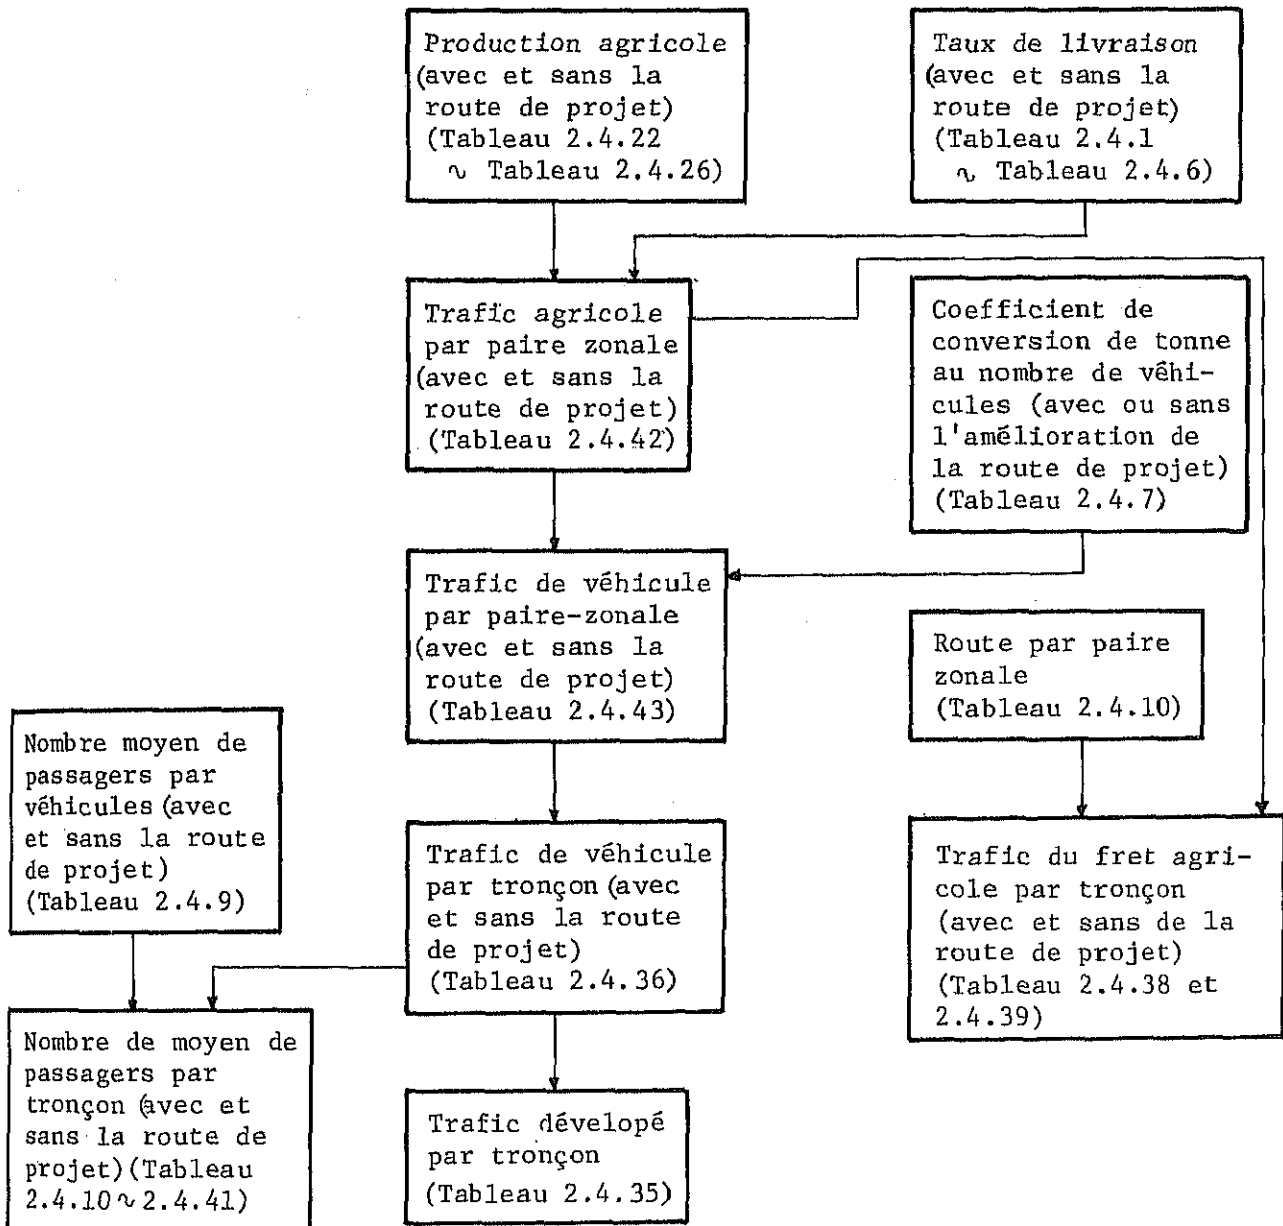 Production agricole
(avec et sans la
route de projet)
(Tableau 2.4.22
∿ Tableau 2.4.26)
Taux de livraison
(avec et sans la
route de projet)
(Tableau 2.4.1
∿ Tableau 2.4.6)
Trafic agricole
par paire zonale
(avec et sans la
route de projet)
(Tableau 2.4.42)
Coefficient de
conversion de tonne
au nombre de véhi-
cules (avec ou sans
l'amélioration de
la route de projet)
(Tableau 2.4.7)
Trafic de véhicule
par paire-zonale
(avec et sans la
route de projet)
(Tableau 2.4.43)
Route par paire
zonale
(Tableau 2.4.10)
Nombre moyen de
passagers par
véhicules (avec
et sans la route
de projet)
(Tableau 2.4.9)
Trafic de véhicule
par tronçon (avec
et sans la route
de projet)
(Tableau 2.4.36)
Trafic du fret agri-
cole par tronçon
(avec et sans de la
route de projet)
(Tableau 2.4.38 et
2.4.39)
Nombre de moyen de
passagers par
tronçon (avec et
sans la route de
projet)(Tableau
2.4.10 ∿ 2.4.41)
Trafic dévelopé
par tronçon
(Tableau 2.4.35)